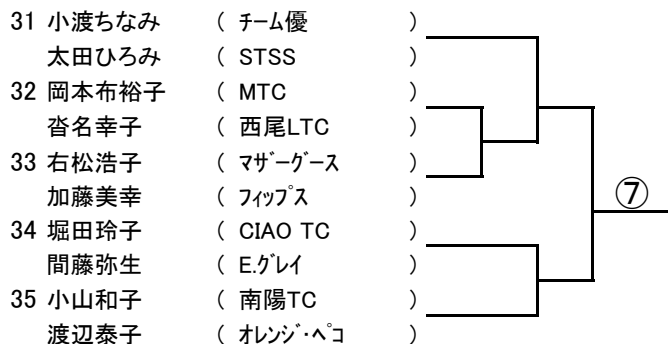 31 小渡ちなみ ( チーム優 )
太田ひろみ ( STSS )
32 岡本布裕子 ( MTC )
沓名幸子 ( 西尾LTC )
33 右松浩子 ( ﾏｻﾞｰｸﾞｰｽ )
加藤美幸 ( ﾌｨｯﾌﾟｽ )
⑦
34 堀田玲子 ( CIAO TC )
間藤弥生 ( E.ｸﾞﾚｲ )
35 小山和子 ( 南陽TC )
渡辺泰子 ( ｵﾚﾝｼﾞ･ﾍﾟｺ )